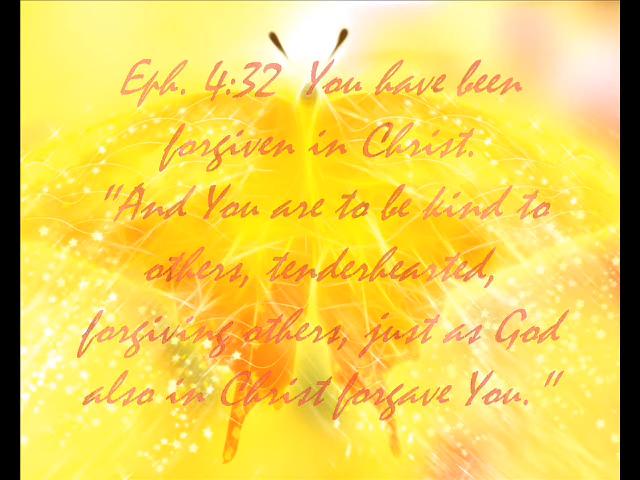 Eph. 4:32 You have been
forgiven in Christ.
"And You are to be kind to
others, tenderhearted,
forgiving others, just as God
also in Christ forgave You."